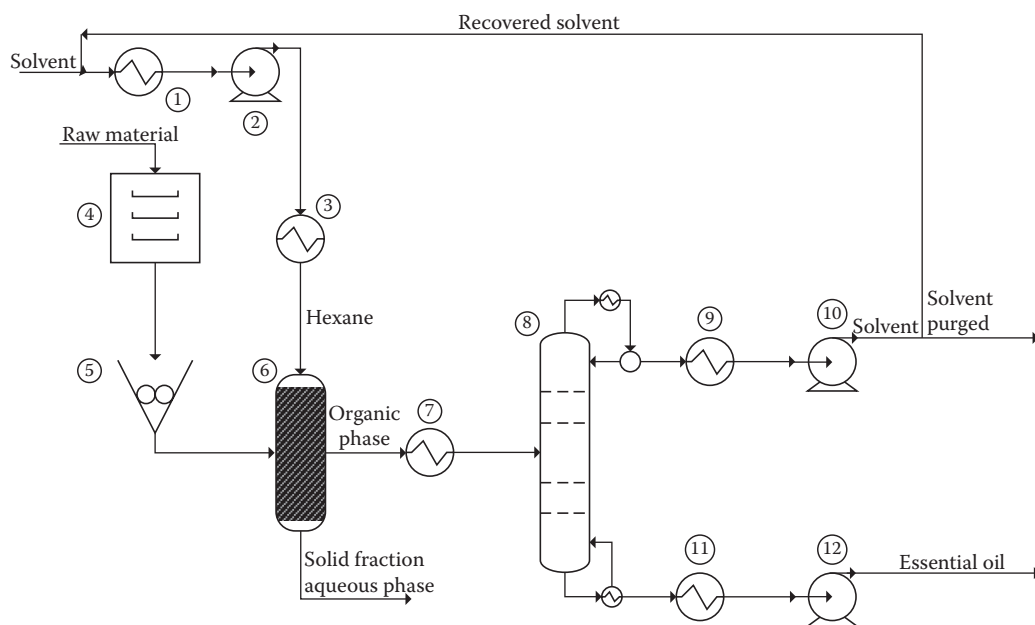 Recovered solvent
Solvent
1
2
Raw material
3
4
Hexane
Solvent
purged
8
9
10
Solvent
5
6
7
Organic
phase
11
12
Solid fraction
aqueous phase
Essential oil